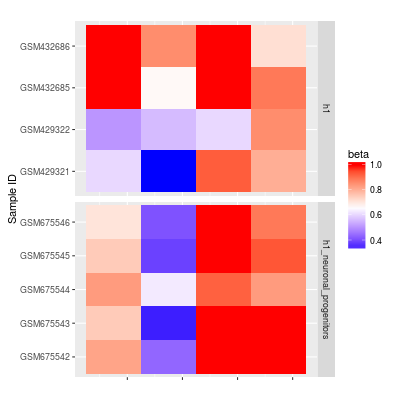 Sample ID
GSM432686
GSM432685
GSM429322
GSM429321
h1
GSM675546
GSM675545
GSM675544
GSM675543
GSM675542
h1_neuronal_progenitors
beta
1.0
0.8
0.6
0.4